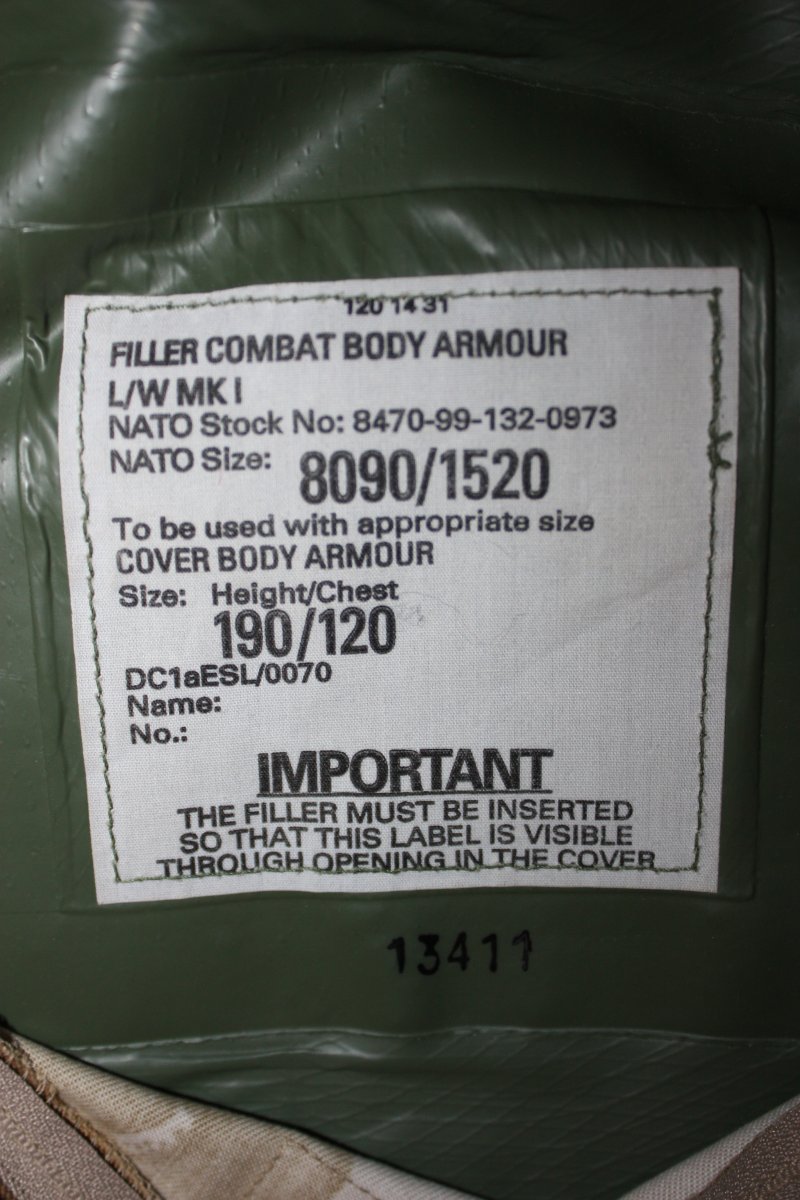 120 14 31
FILLER COMBAT BODY ARMOUR
L/W MK I
NATO Stock No: 8470-99-132-0973
NATO Size: 8090/1520
To be used with appropriate size
COVER BODY ARMOUR
Size: Height/Chest
190/120
DC1aESL/0070
Name:
No.:
IMPORTANT
THE FILLER MUST BE INSERTED
SO THAT THIS LABEL IS VISIBLE
THROUGH OPENING IN THE COVER
13411